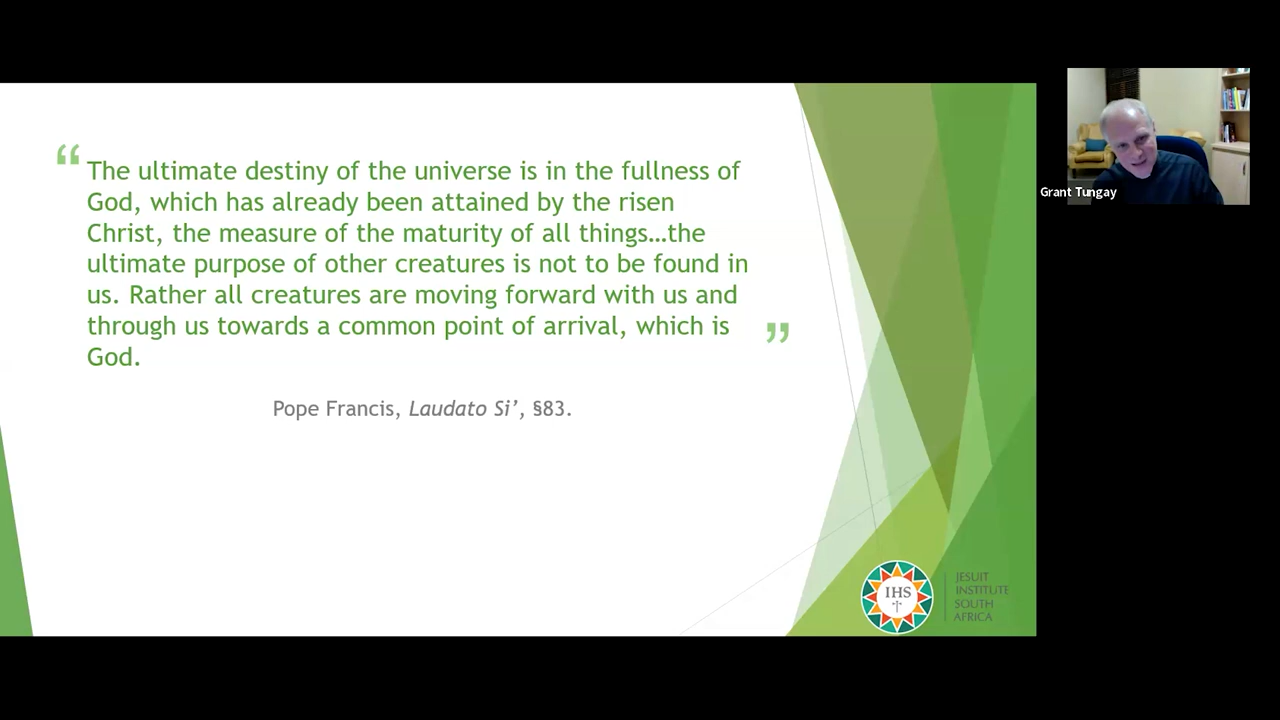 “
The ultimate destiny of the universe is in the fullness of
God, which has already been attained by the risen
Christ, the measure of the maturity of all things…the
ultimate purpose of other creatures is not to be found in
us. Rather all creatures are moving forward with us and
through us towards a common point of arrival, which is
God.
”
Pope Francis, Laudato Si’, §83.
Grant Tungay
IHS
JESUIT
INSTITUTE
SOUTH
AFRICA